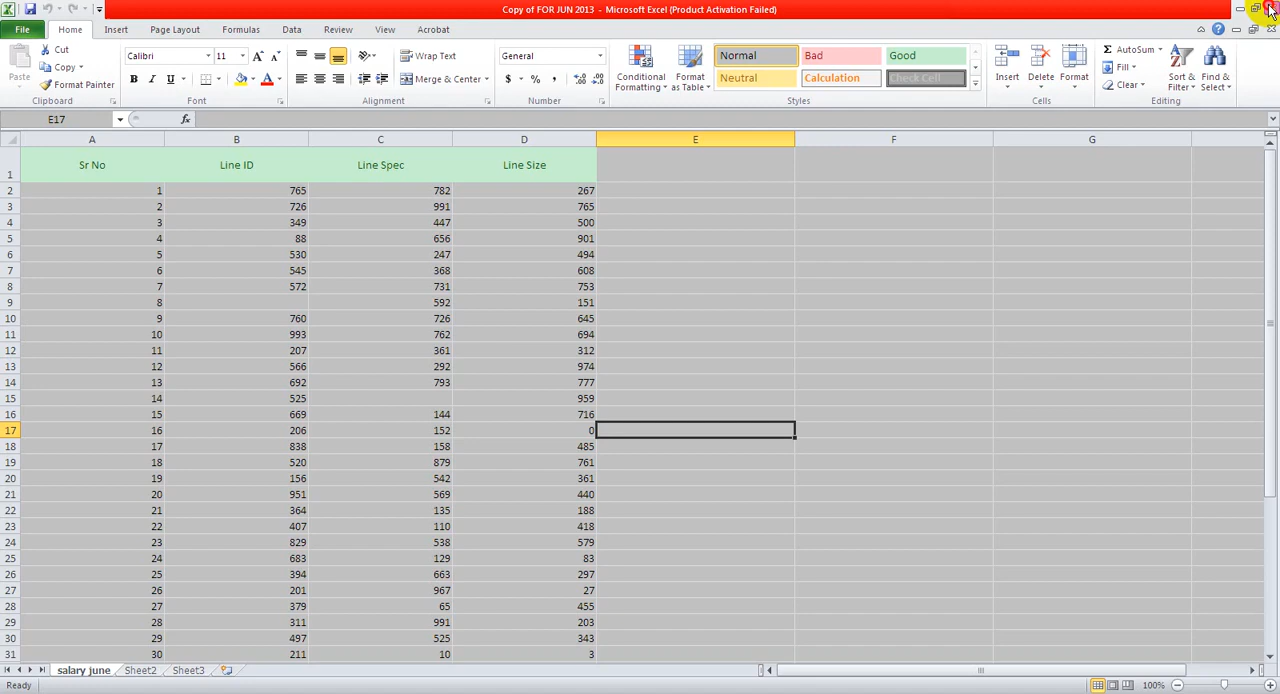 Copy of FOR JUN 2013 - Microsoft Excel (Product Activation Failed)
File Home Insert Page Layout Formulas Data Review View Acrobat
Paste Cut Copy Format Painter Clipboard
Calibri 11 B I U Font
Wrap Text Merge & Center Alignment
General $ % , Number
Conditional Formatting Format as Table
Normal Bad Good
Neutral Calculation Check Cell
Styles
Insert Delete Format Cells
AutoSum Fill Clear Sort & Filter Find & Select Editing
E17 fx
A B C D E F G
1 Sr No Line ID Line Spec Line Size
2 1 765 782 267
3 2 726 991 765
4 3 349 447 500
5 4 88 656 901
6 5 530 247 494
7 6 545 368 608
8 7 572 731 753
9 8 592 151
10 9 760 726 645
11 10 993 762 694
12 11 207 361 312
13 12 566 292 974
14 13 692 793 777
15 14 525 959
16 15 669 144 716
17 16 206 152 0
18 17 838 158 485
19 18 520 879 761
20 19 156 542 361
21 20 951 569 440
22 21 364 135 188
23 22 407 110 418
24 23 829 538 579
25 24 683 129 83
26 25 394 663 297
27 26 201 967 27
28 27 379 65 455
29 28 311 991 203
30 29 497 525 343
31 30 211 10 3
salary june Sheet2 Sheet3
Ready 100%